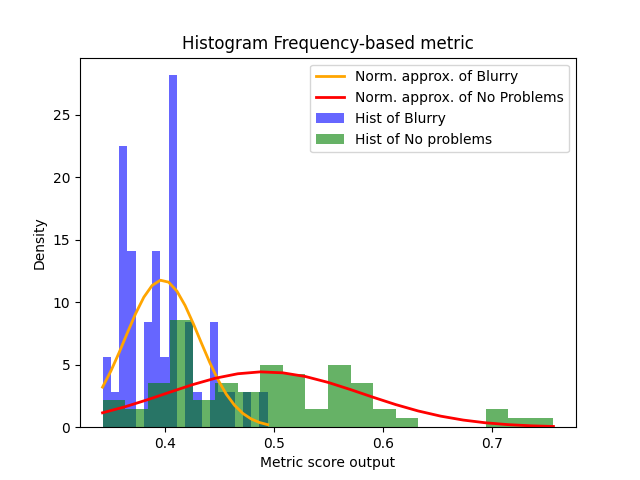 Histogram Frequency-based metric
Norm. approx. of Blurry
Norm. approx. of No Problems
Hist of Blurry
Hist of No problems
Density
25
20
15
10
5
0
0.4 0.5 0.6 0.7
Metric score output